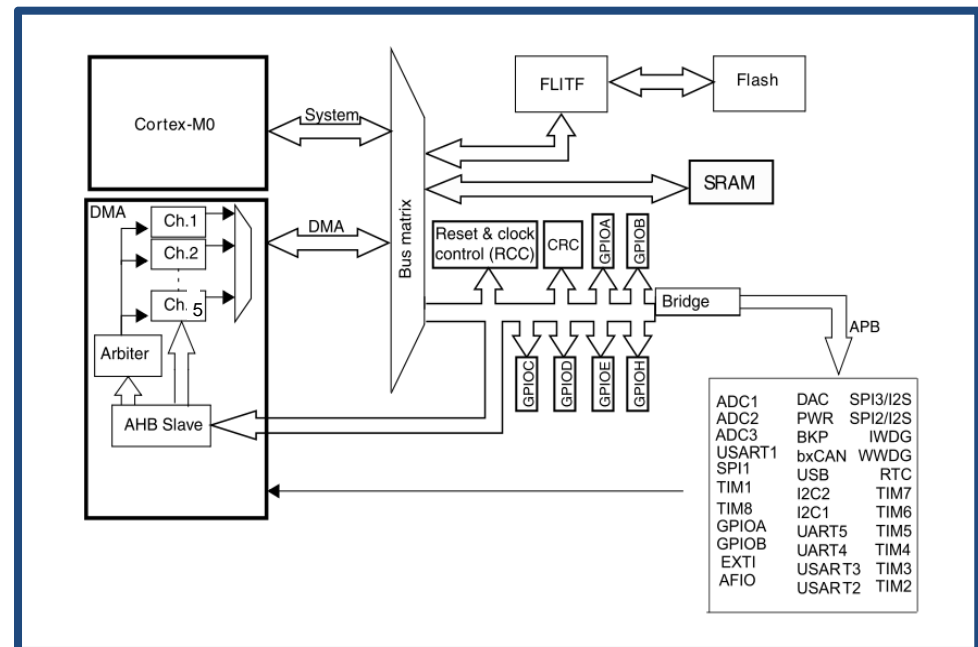 Cortex-M0
System
FLITF
Flash
SRAM
DMA
Ch.1
Ch.2
Ch. 5
Arbiter
AHB Slave
DMA
Bus matrix
Reset & clock
control (RCC)
CRC
GPIOA
GPIOB
GPIOC
GPIOD
GPIOE
GPIOH
Bridge
APB
ADC1
ADC2
ADC3
USART1
SPI1
TIM1
TIM8
GPIOA
GPIOB
EXTI
AFIO
DAC
PWR
BKP
bxCAN
USB
I2C2
I2C1
UART5
UART4
USART3
USART2
SPI3/I2S
SPI2/I2S
IWDG
WWDG
RTC
TIM7
TIM6
TIM5
TIM4
TIM3
TIM2